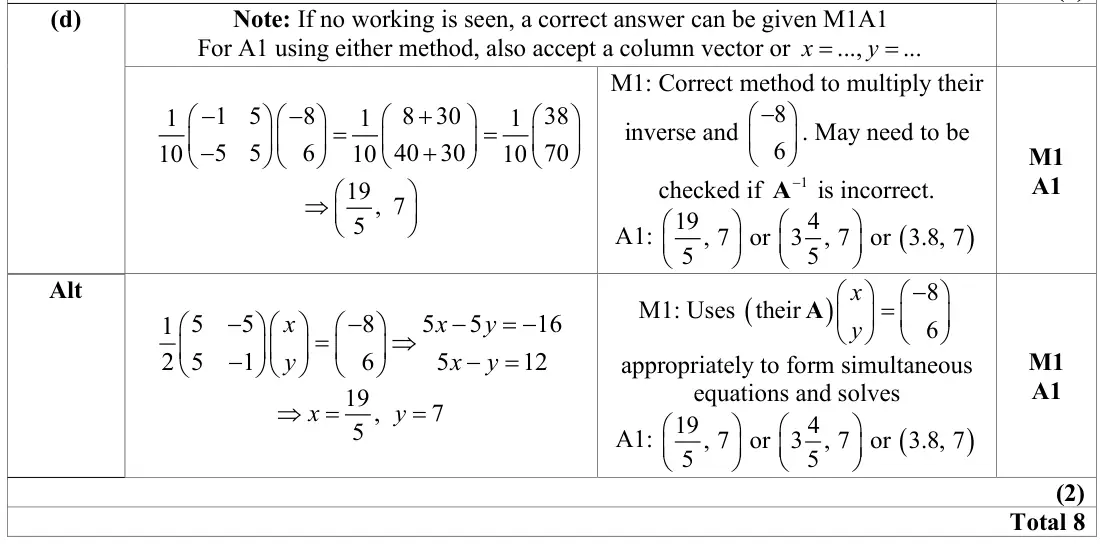 (d)
Note: If no working is seen, a correct answer can be given M1A1
For A1 using either method, also accept a column vector or x = ..., y = ...
1/10 (−1 5; −5 5)(−8; 6) = 1/10 (8+30; 40+30) = 1/10 (38; 70)
⇒ (19/5, 7)
M1: Correct method to multiply their
inverse and (−8; 6). May need to be
checked if A⁻¹ is incorrect.
A1: (19/5, 7) or (3 4/5, 7) or (3.8, 7)
M1
A1
Alt
1/2 (5 −5; 5 −1)(x; y) = (−8; 6) ⇒ 5x − 5y = −16
5x − y = 12
⇒ x = 19/5, y = 7
M1: Uses (their A)(x; y) = (−8; 6)
appropriately to form simultaneous
equations and solves
A1: (19/5, 7) or (3 4/5, 7) or (3.8, 7)
M1
A1
(2)
Total 8